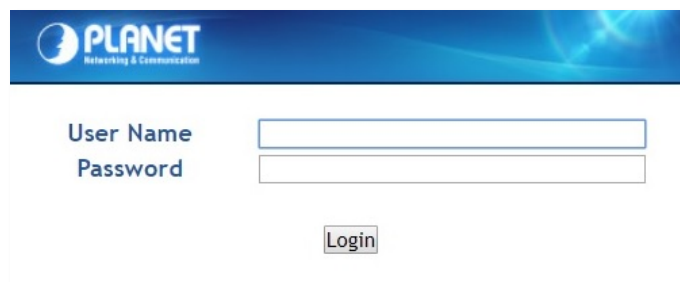 PLANET
Networking & Communication
User Name
Password
Login